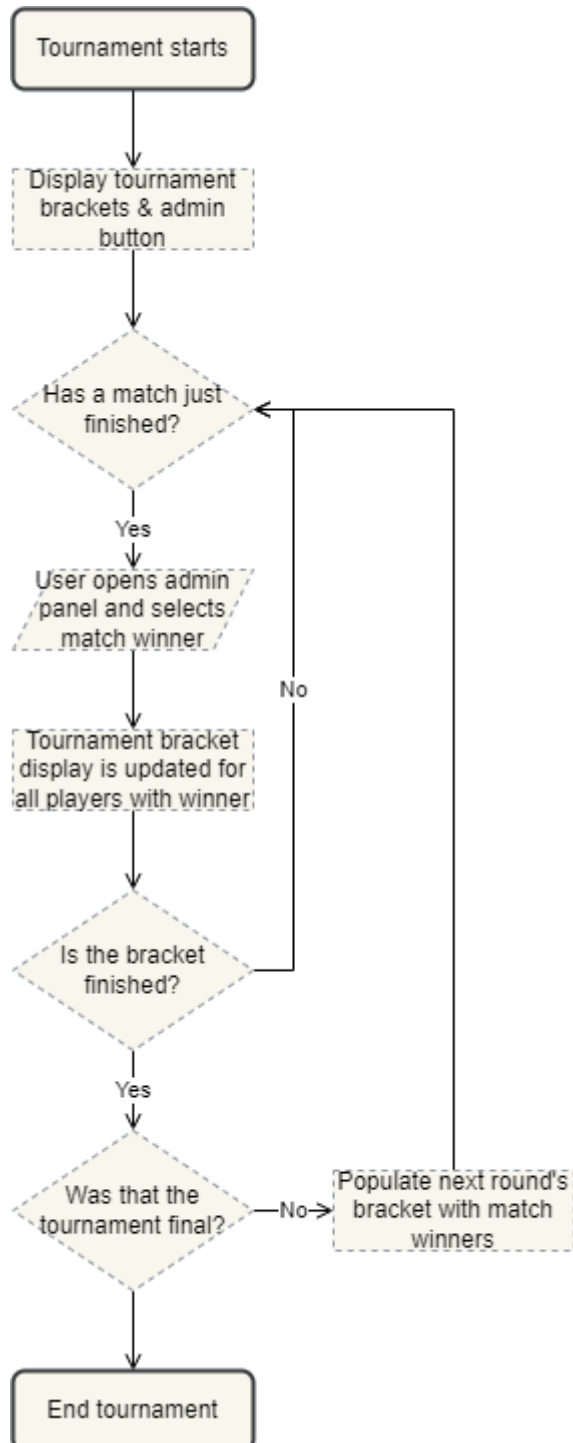 Tournament starts
Display tournament
brackets & admin
button
Has a match just
finished?
Yes
User opens admin
panel and selects
match winner
No
Tournament bracket
display is updated for
all players with winner
Is the bracket
finished?
Yes
Was that the
tournament final?
No
Populate next round's
bracket with match
winners
End tournament